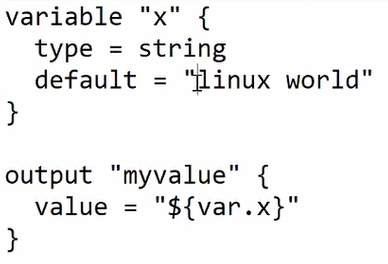 variable "x" {
  type = string
  default = "linux world"
}
output "myvalue" {
  value = "${var.x}"
}